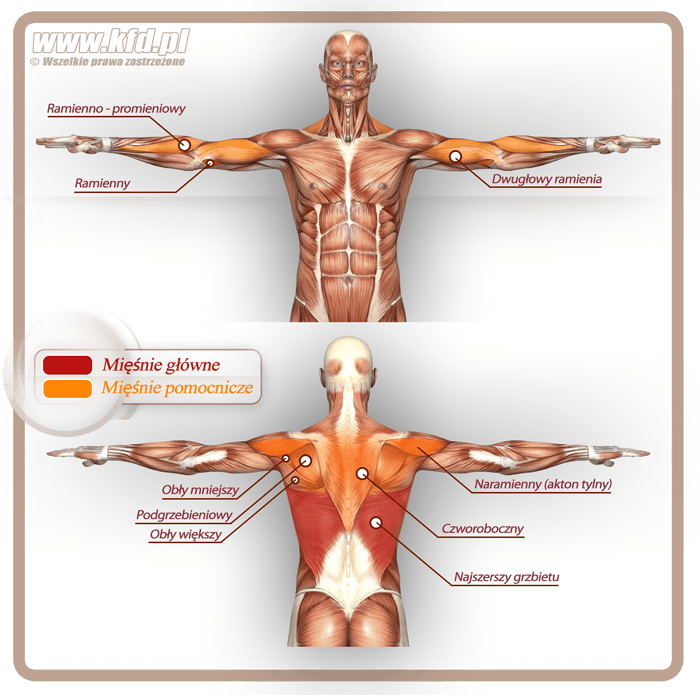 www.kfd.pl
© Wszelkie prawa zastrzeżone
Ramienno - promieniowy
Ramienny
Dwugłowy ramienia
Mięśnie główne
Mięśnie pomocnicze
Obły mniejszy
Podgrzebieniowy
Obły większy
Naramienny (akton tylny)
Czworoboczny
Najszerszy grzbietu